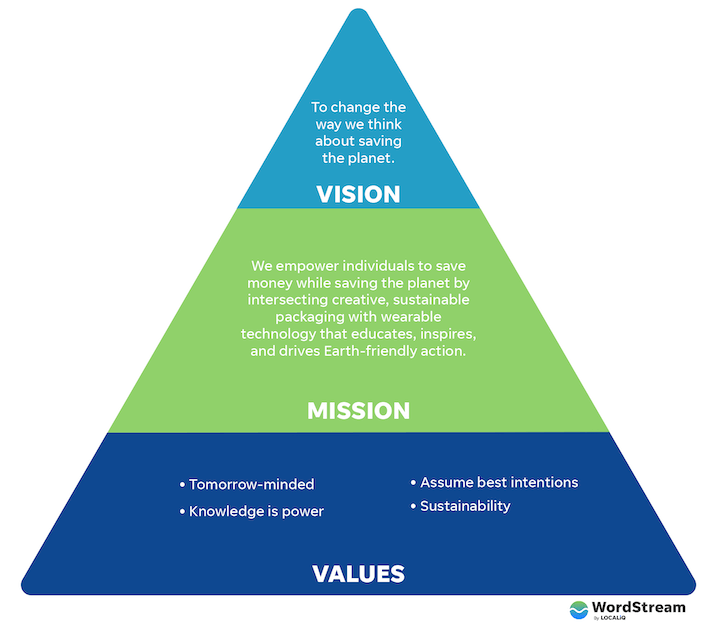 To change the
way we think
about saving
the planet.
VISION
We empower individuals to save
money while saving the planet by
intersecting creative, sustainable
packaging with wearable
technology that educates, inspires,
and drives Earth-friendly action.
MISSION
• Tomorrow-minded
• Knowledge is power
• Assume best intentions
• Sustainability
VALUES
WordStream
by LOCALiQ